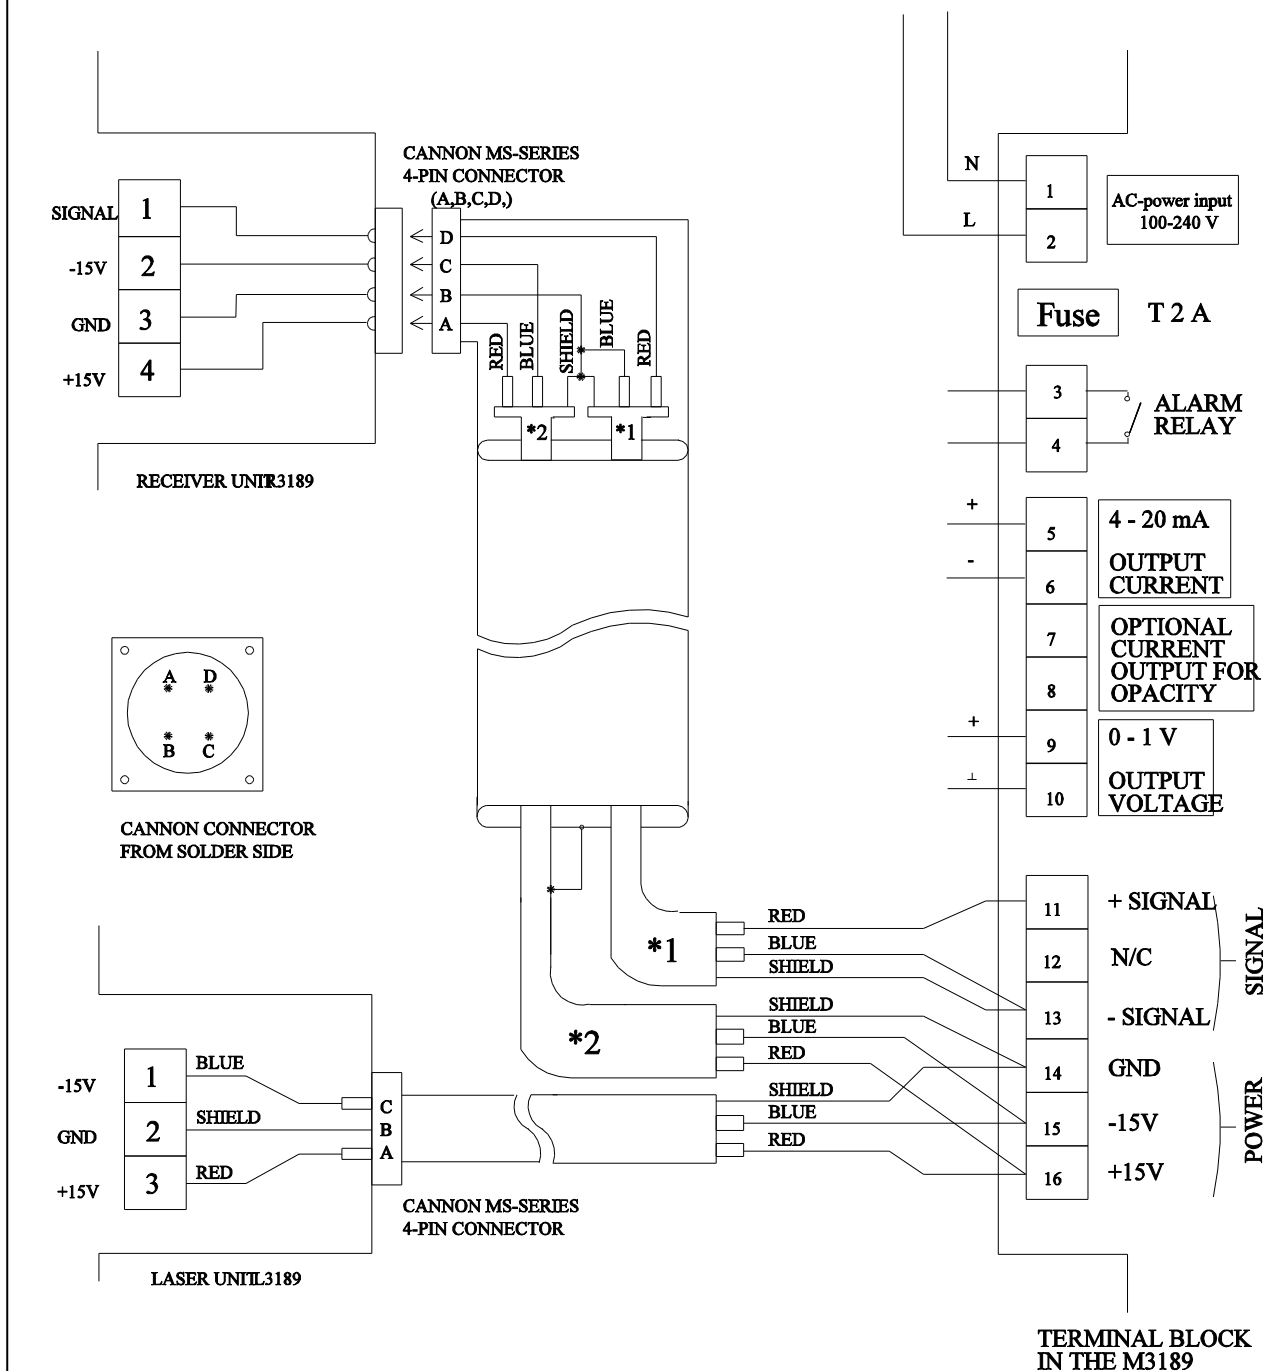 CANNON MS-SERIES
4-PIN CONNECTOR
(A,B,C,D,)
SIGNAL 1
-15V 2
GND 3
+15V 4
D
C
B
A
RED
BLUE
SHIELD
BLUE
RED
*2
*1
RECEIVER UNIT R3189
A D
B C
CANNON CONNECTOR
FROM SOLDER SIDE
N
L
1
2
AC-power input
100-240 V
Fuse T 2 A
3
4
ALARM
RELAY
+
-
5
6
4 - 20 mA
OUTPUT
CURRENT
7
8
OPTIONAL
CURRENT
OUTPUT FOR
OPACITY
+
⊥
9
10
0 - 1 V
OUTPUT
VOLTAGE
*1
RED
BLUE
SHIELD
*2
SHIELD
BLUE
RED
SHIELD
BLUE
RED
11 + SIGNAL
12 N/C
13 - SIGNAL
SIGNAL
14 GND
15 -15V
16 +15V
POWER
-15V 1 BLUE
GND 2 SHIELD
+15V 3 RED
C
B
A
CANNON MS-SERIES
4-PIN CONNECTOR
LASER UNIT L3189
TERMINAL BLOCK
IN THE M3189